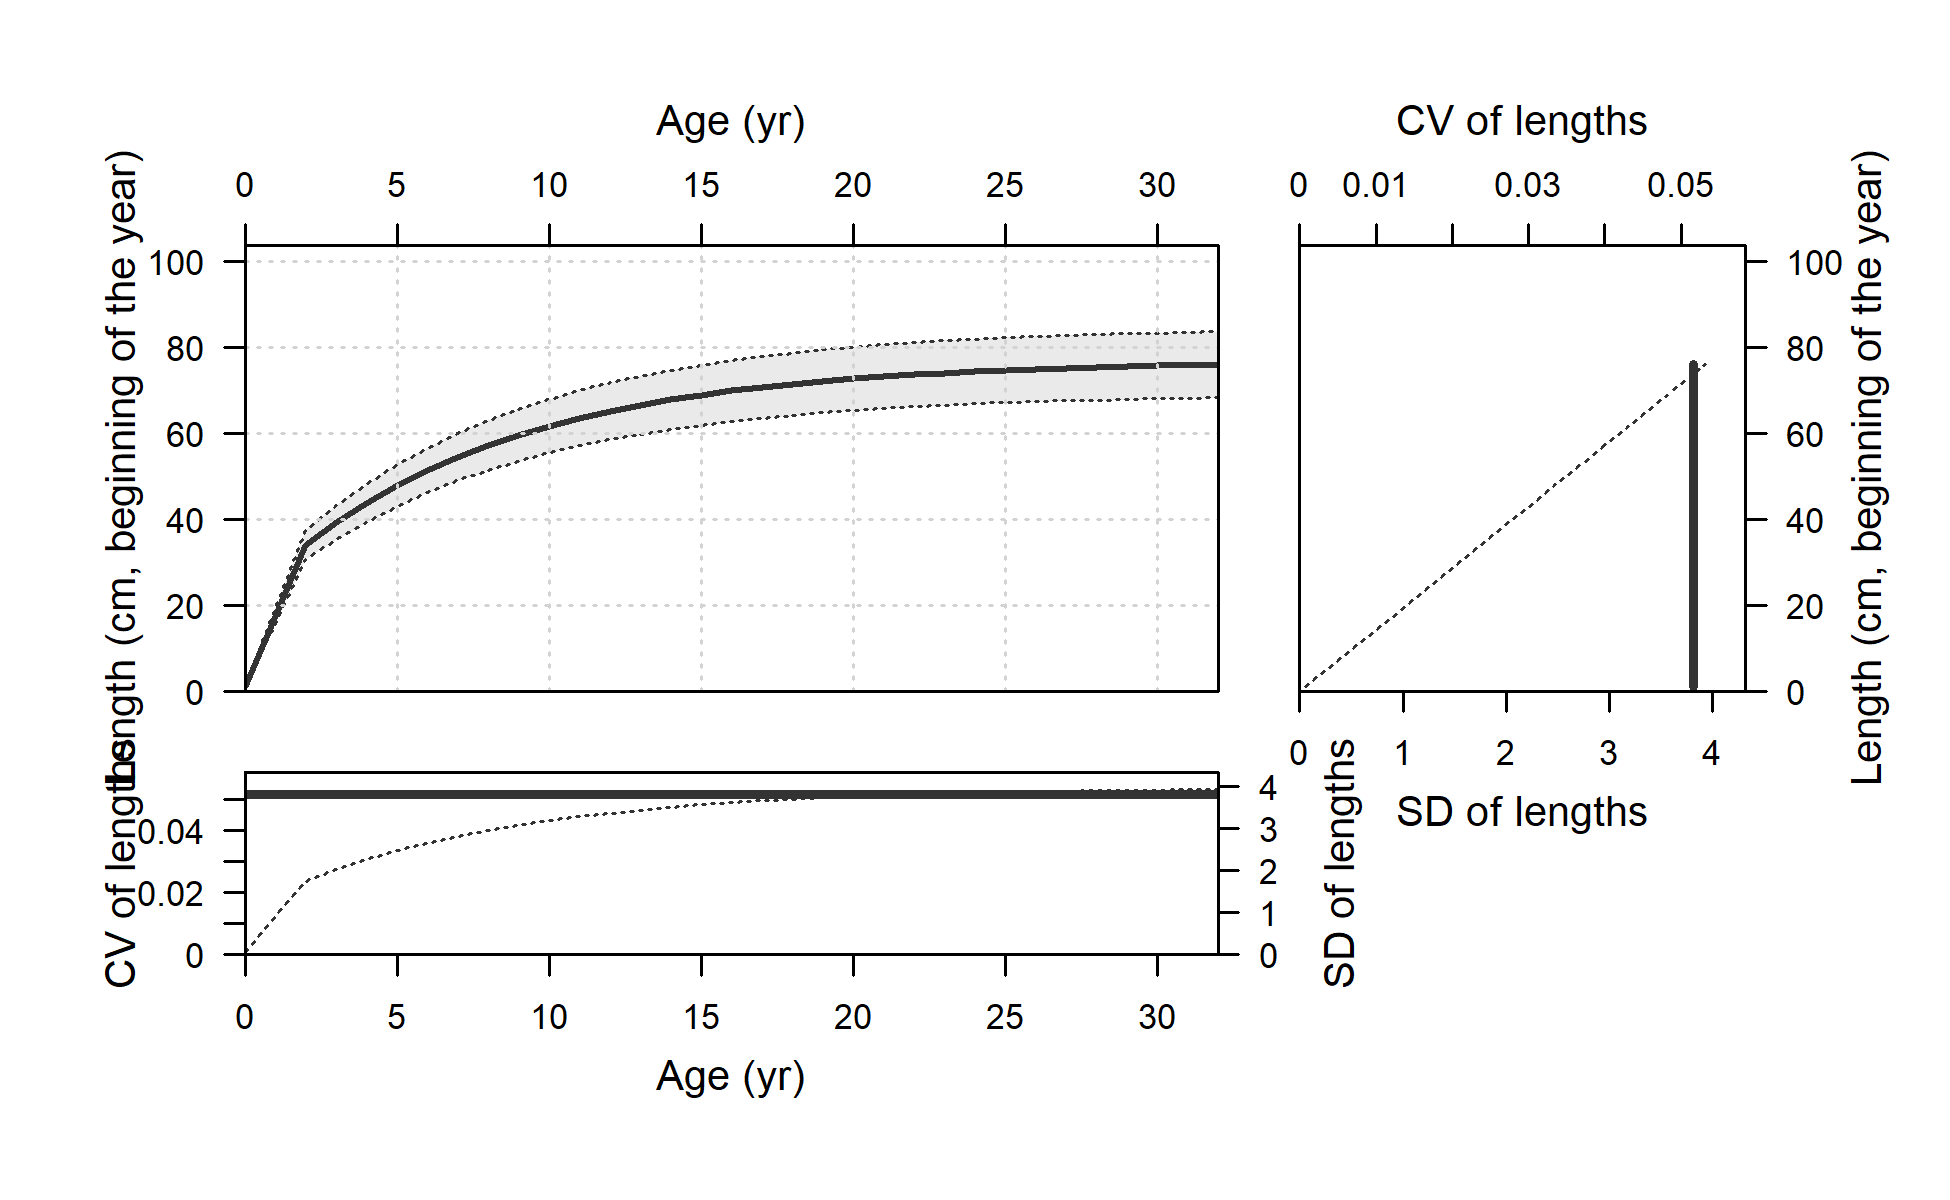 Age (yr)
CV of lengths
0 5 10 15 20 25 30
0 0.01 0.03 0.05
Length (cm, beginning of the year)
100
80
60
40
20
0
100
80
60
40
20
0
Length (cm, beginning of the year)
0 1 2 3 4
SD of lengths
CV of lengths
0.04
0.02
0
4
3
2
1
0
SD of lengths
0 5 10 15 20 25 30
Age (yr)